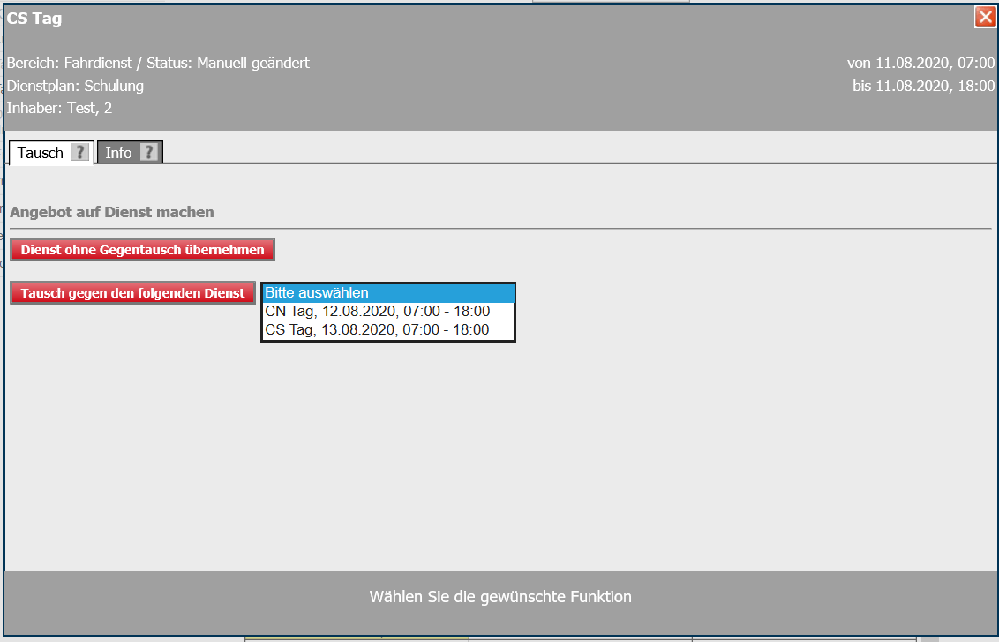 CS Tag
Bereich: Fahrdienst / Status: Manuell geändert
von 11.08.2020, 07:00
Dienstplan: Schulung
bis 11.08.2020, 18:00
Inhaber: Test, 2
Tausch ?
Info ?
Angebot auf Dienst machen
Dienst ohne Gegentausch übernehmen
Tausch gegen den folgenden Dienst
Bitte auswählen
CN Tag, 12.08.2020, 07:00 - 18:00
CS Tag, 13.08.2020, 07:00 - 18:00
Wählen Sie die gewünschte Funktion